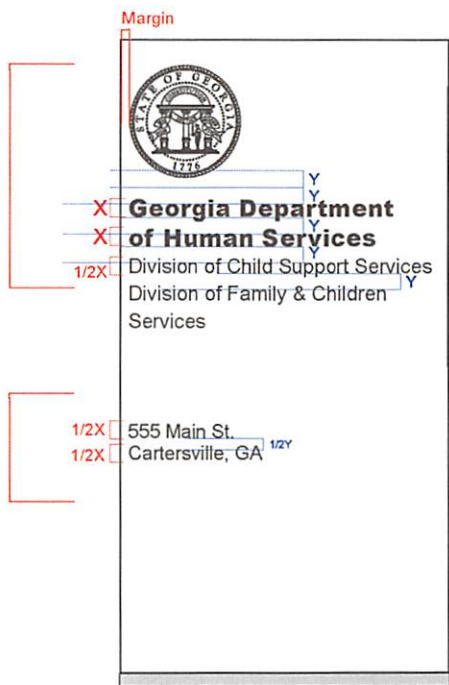 Margin
STATE OF GEORGIA
CONSTITUTION
1776
Y
Y
X Georgia Department
Y
X of Human Services
Y
1/2X Division of Child Support Services
Y
Division of Family & Children
Services
1/2X 555 Main St.
1/2Y
1/2X Cartersville, GA